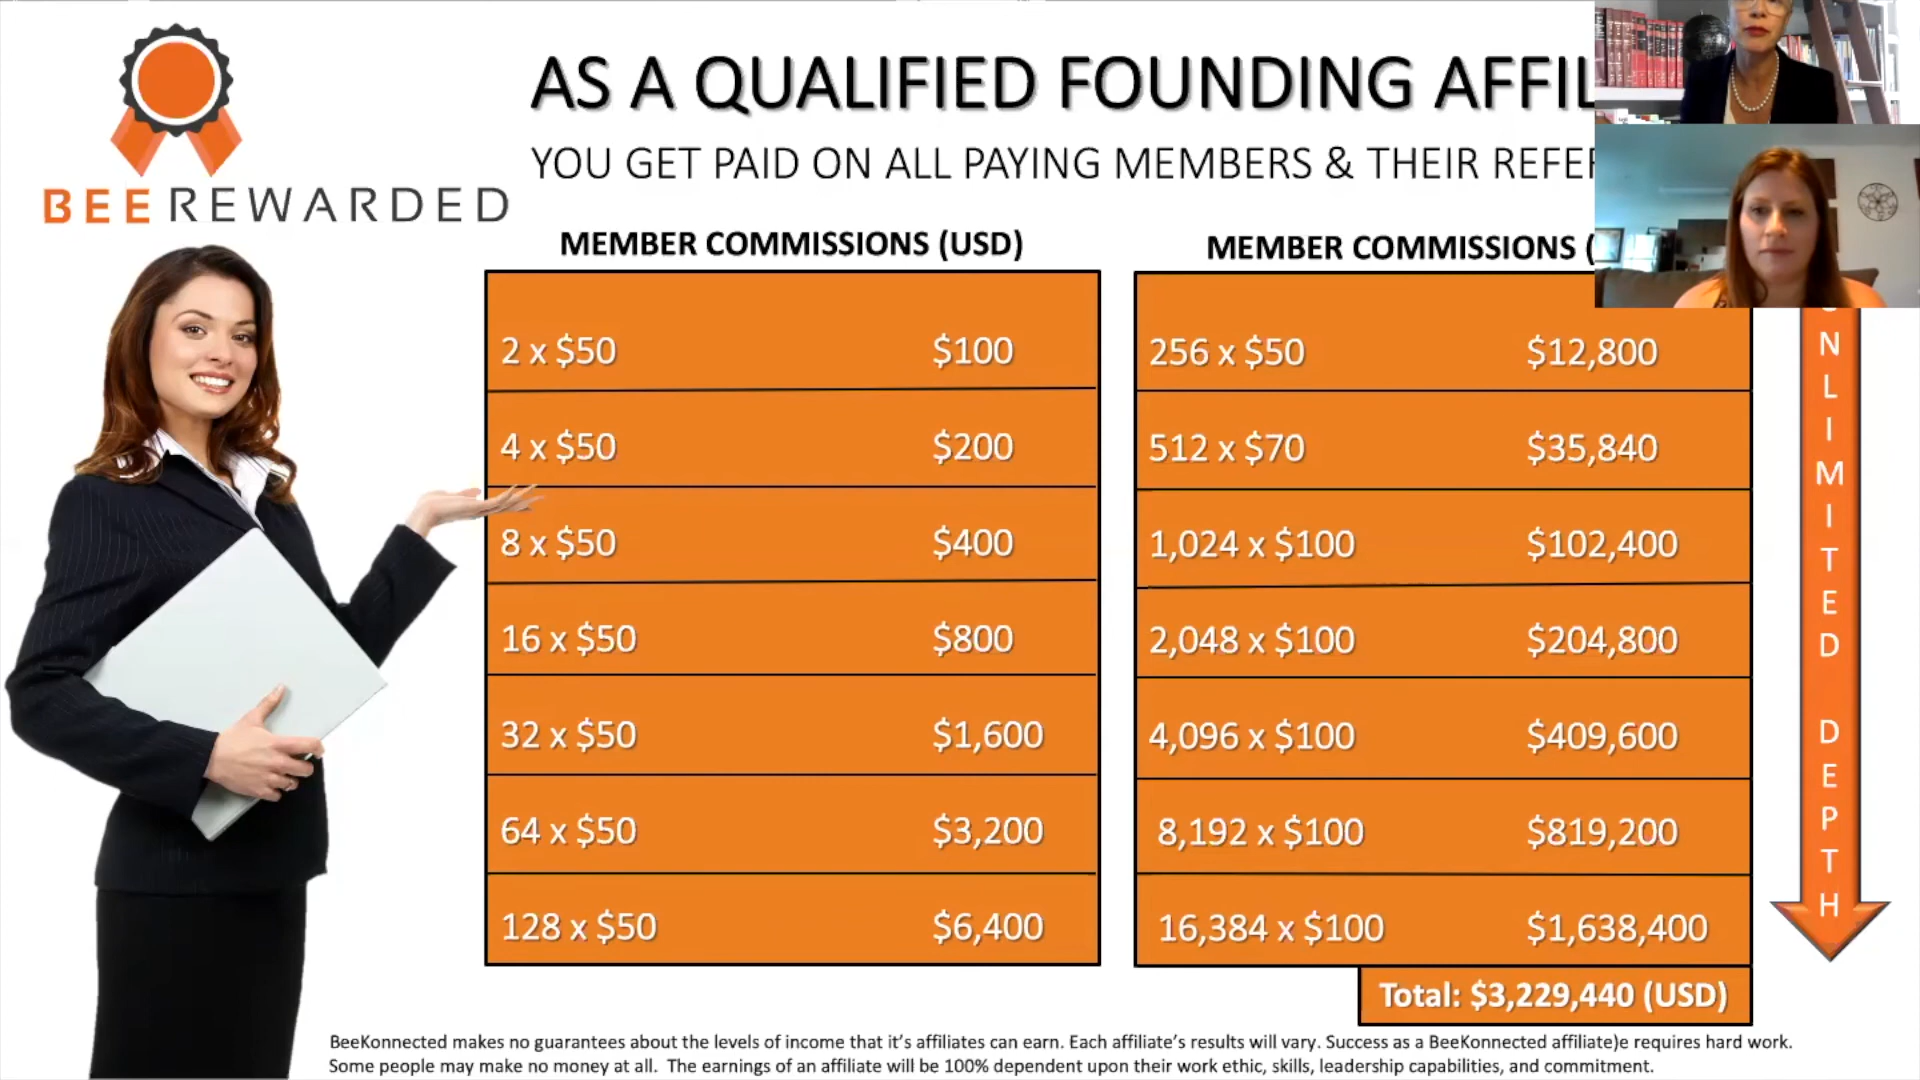 BEEREWARDED
AS A QUALIFIED FOUNDING AFFIL
YOU GET PAID ON ALL PAYING MEMBERS & THEIR REFER
MEMBER COMMISSIONS (USD)
2 x $50 $100
4 x $50 $200
8 x $50 $400
16 x $50 $800
32 x $50 $1,600
64 x $50 $3,200
128 x $50 $6,400
MEMBER COMMISSIONS (
256 x $50 $12,800
512 x $70 $35,840
1,024 x $100 $102,400
2,048 x $100 $204,800
4,096 x $100 $409,600
8,192 x $100 $819,200
16,384 x $100 $1,638,400
Total: $3,229,440 (USD)
NLIMITED DEPTH
BeeKonnected makes no guarantees about the levels of income that it's affiliates can earn. Each affiliate's results will vary. Success as a BeeKonnected affiliate)e requires hard work.
Some people may make no money at all. The earnings of an affiliate will be 100% dependent upon their work ethic, skills, leadership capabilities, and commitment.